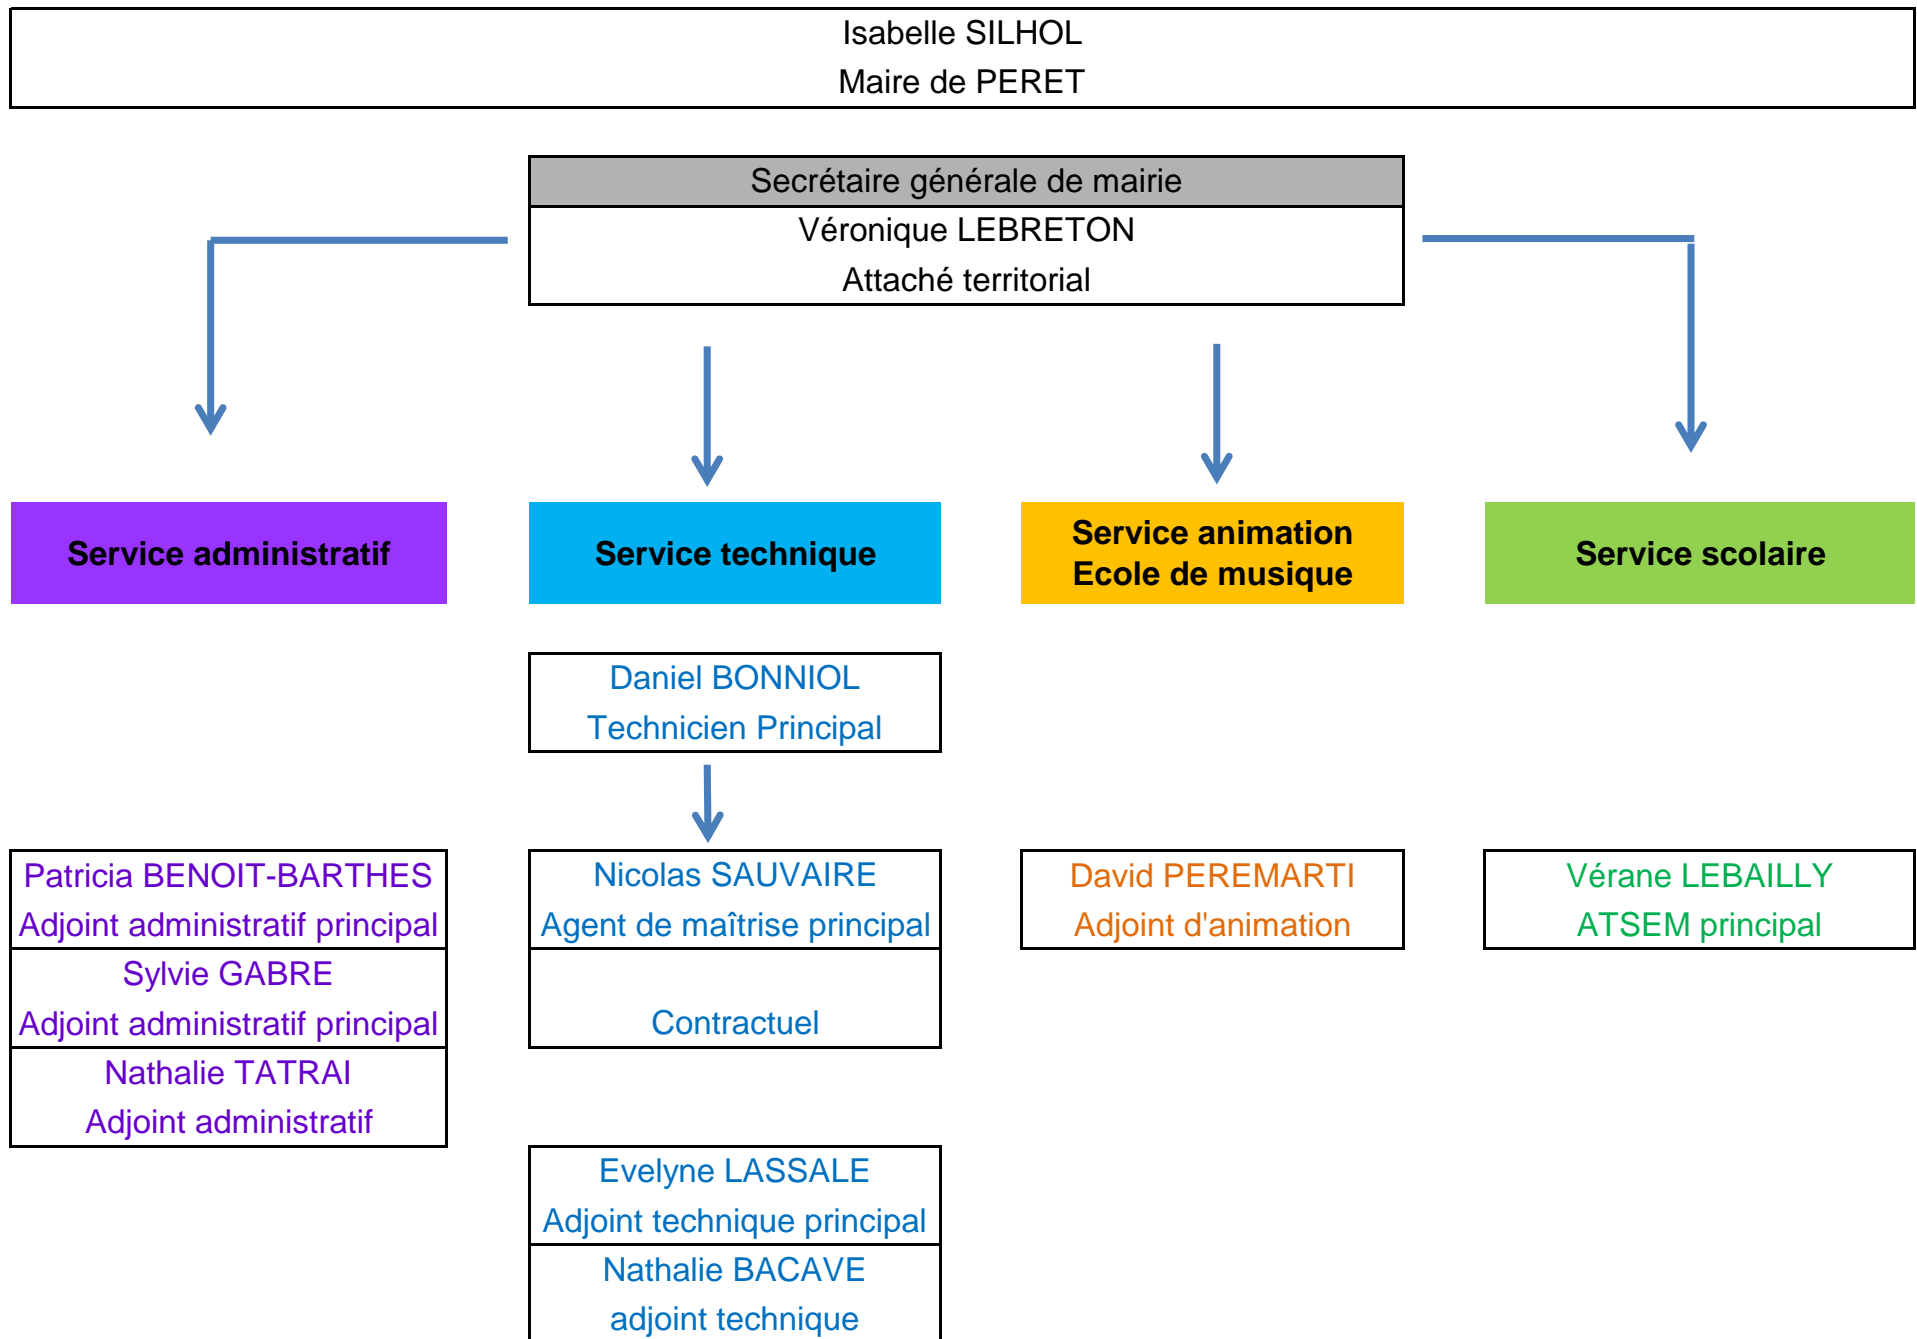 Isabelle SILHOL
Maire de PERET
Secrétaire générale de mairie
Véronique LEBRETON
Attaché territorial
Service administratif
Service technique
Service animation
Ecole de musique
Service scolaire
Daniel BONNIOL
Technicien Principal
Patricia BENOIT-BARTHES
Adjoint administratif principal
Sylvie GABRE
Adjoint administratif principal
Nathalie TATRAI
Adjoint administratif
Nicolas SAUVAIRE
Agent de maîtrise principal
Contractuel
Evelyne LASSALE
Adjoint technique principal
Nathalie BACAVE
adjoint technique
David PEREMARTI
Adjoint d'animation
Vérane LEBAILLY
ATSEM principal